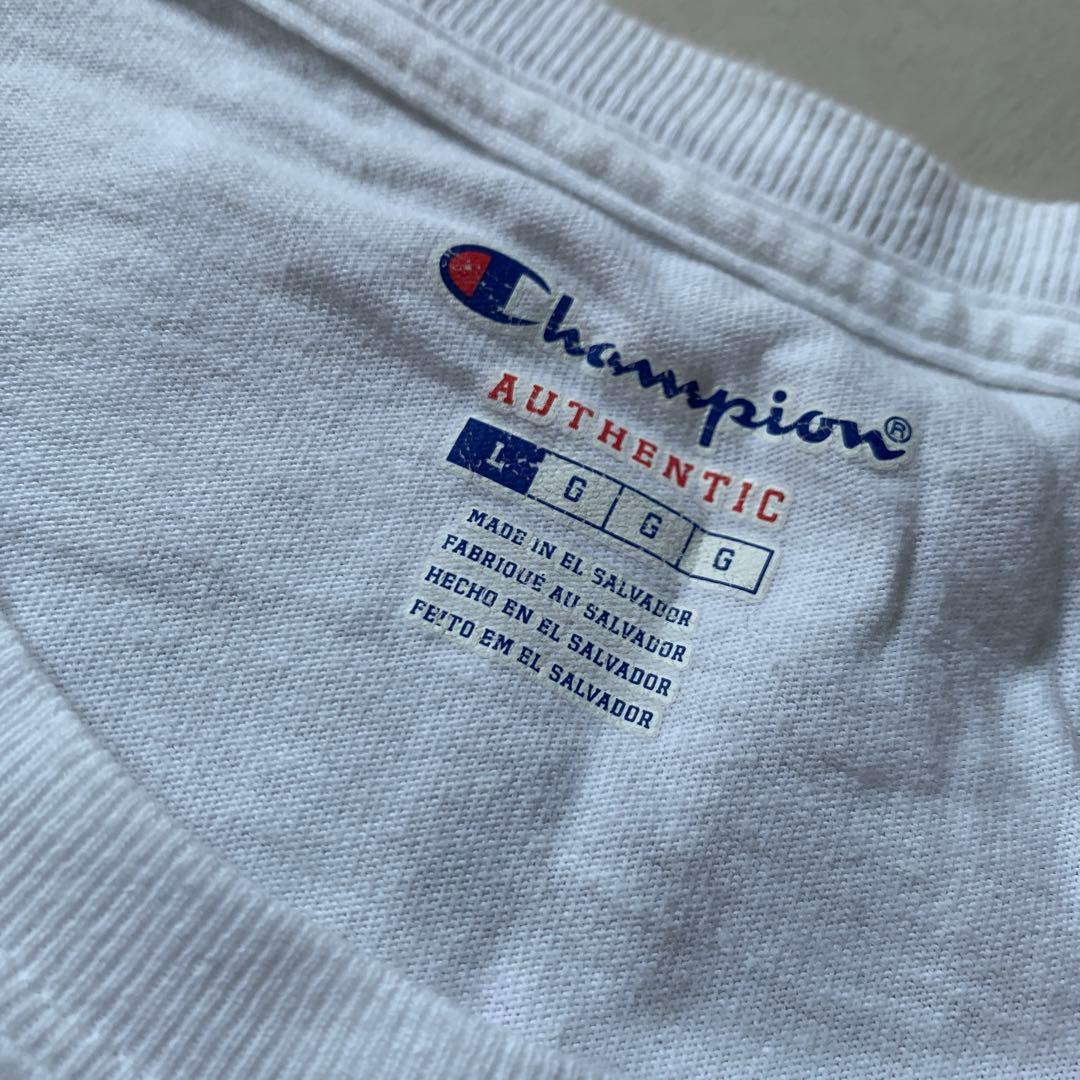 Champion®
AUTHENTIC
L G G G
MADE IN EL SALVADOR
FABRIQUÉ AU SALVADOR
HECHO EN EL SALVADOR
FEITO EM EL SALVADOR